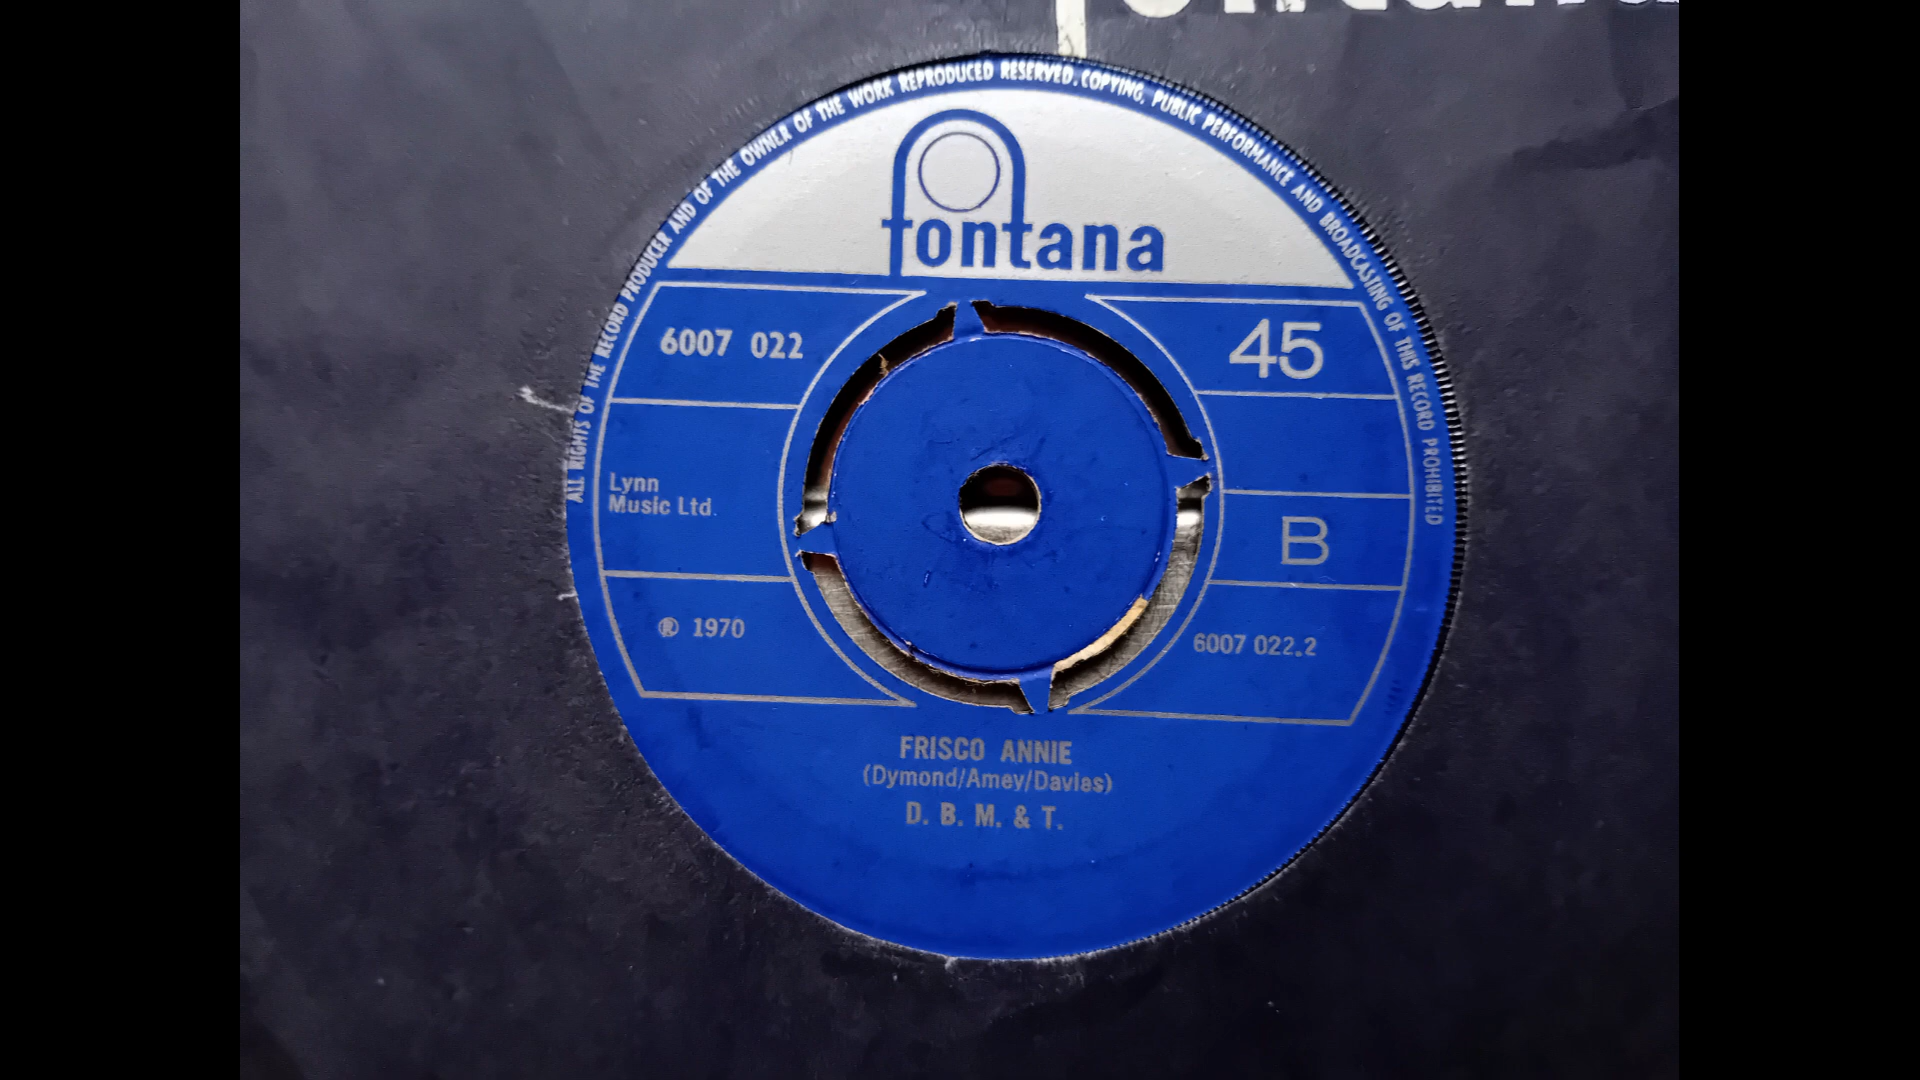 fontana
ALL RIGHTS OF THE RECORD PRODUCER AND OF THE OWNER OF THE WORK REPRODUCED RESERVED. COPYING, PUBLIC PERFORMANCE AND BROADCASTING OF THIS RECORD PROHIBITED
fontana
6007 022
45
Lynn
Music Ltd.
B
℗ 1970
6007 022.2
FRISCO ANNIE
(Dymond/Amey/Davies)
D. B. M. & T.